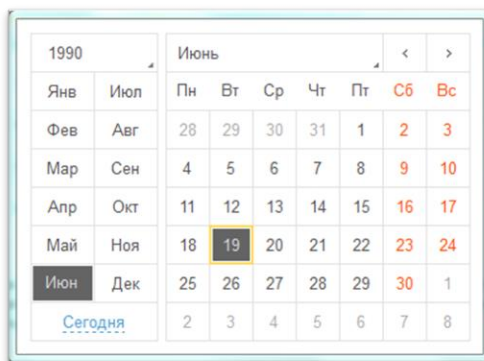 1990 Июнь < >
Янв Июл Пн Вт Ср Чт Пт Сб Вс
Фев Авг 28 29 30 31 1 2 3
Мар Сен 4 5 6 7 8 9 10
Апр Окт 11 12 13 14 15 16 17
Май Ноя 18 19 20 21 22 23 24
Июн Дек 25 26 27 28 29 30 1
Сегодня 2 3 4 5 6 7 8